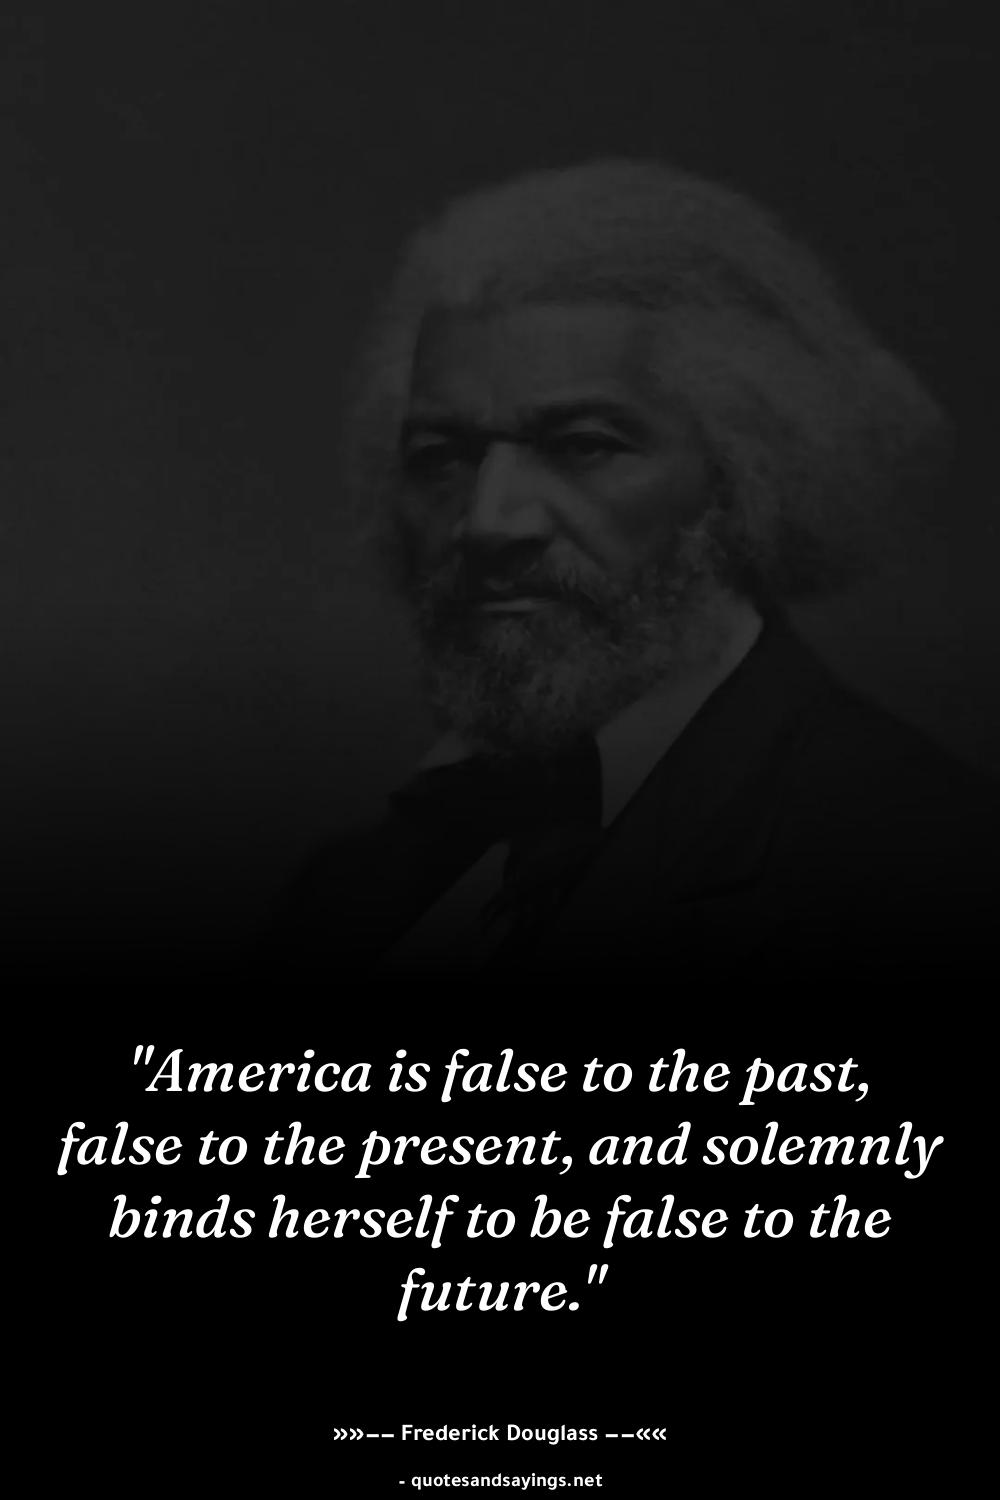 "America is false to the past,
false to the present, and solemnly
binds herself to be false to the
future."
»»–– Frederick Douglass ––««
- quotesandsayings.net